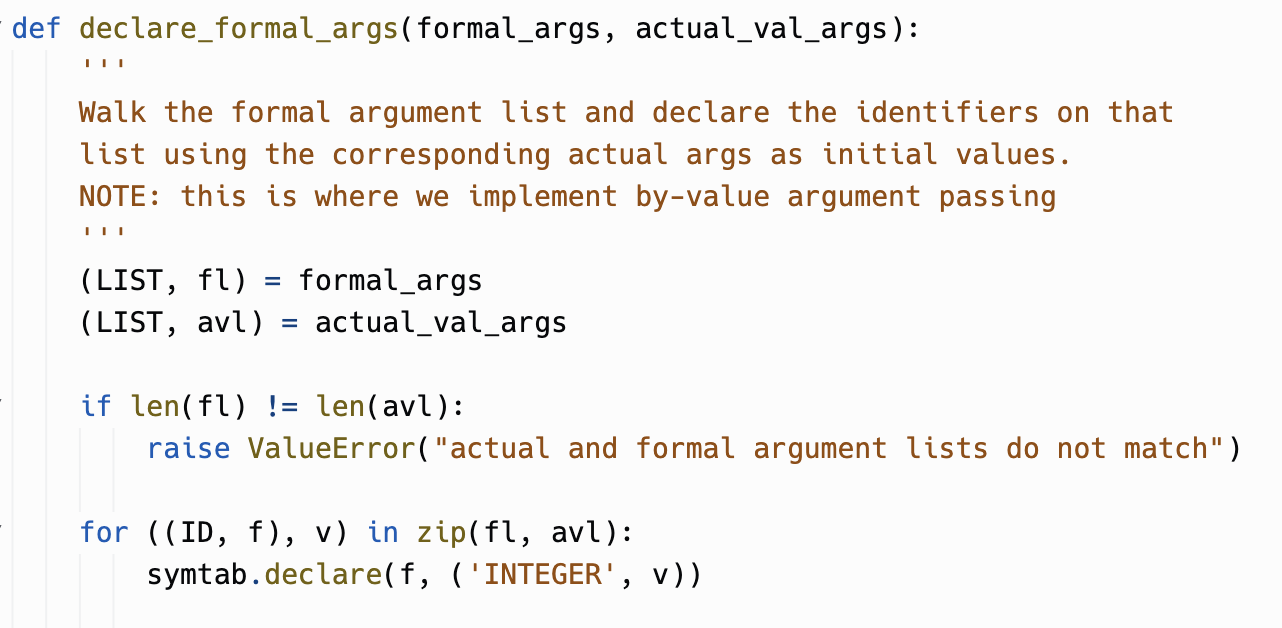 def declare_formal_args(formal_args, actual_val_args):
'''
Walk the formal argument list and declare the identifiers on that
list using the corresponding actual args as initial values.
NOTE: this is where we implement by-value argument passing
'''
(LIST, fl) = formal_args
(LIST, avl) = actual_val_args
if len(fl) != len(avl):
raise ValueError("actual and formal argument lists do not match")
for ((ID, f), v) in zip(fl, avl):
symtab.declare(f, ('INTEGER', v))